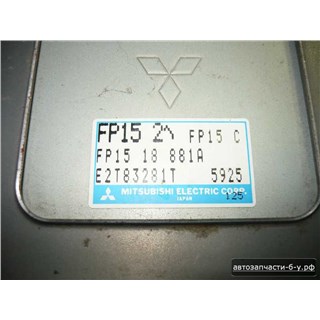 FP15 2 FP15 C
FP15 18 881A
E2T83281T 5925
MITSUBISHI ELECTRIC CORP.
JAPAN 125
автозапчасти-б-у.рф